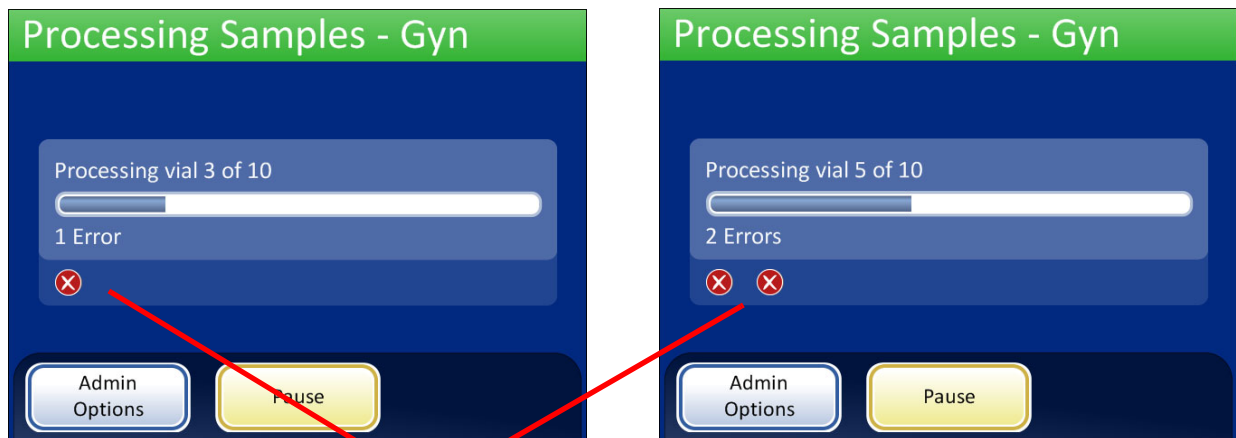 Processing Samples - Gyn
Processing vial 3 of 10
1 Error
Admin
Options
Pause
Processing Samples - Gyn
Processing vial 5 of 10
2 Errors
Admin
Options
Pause